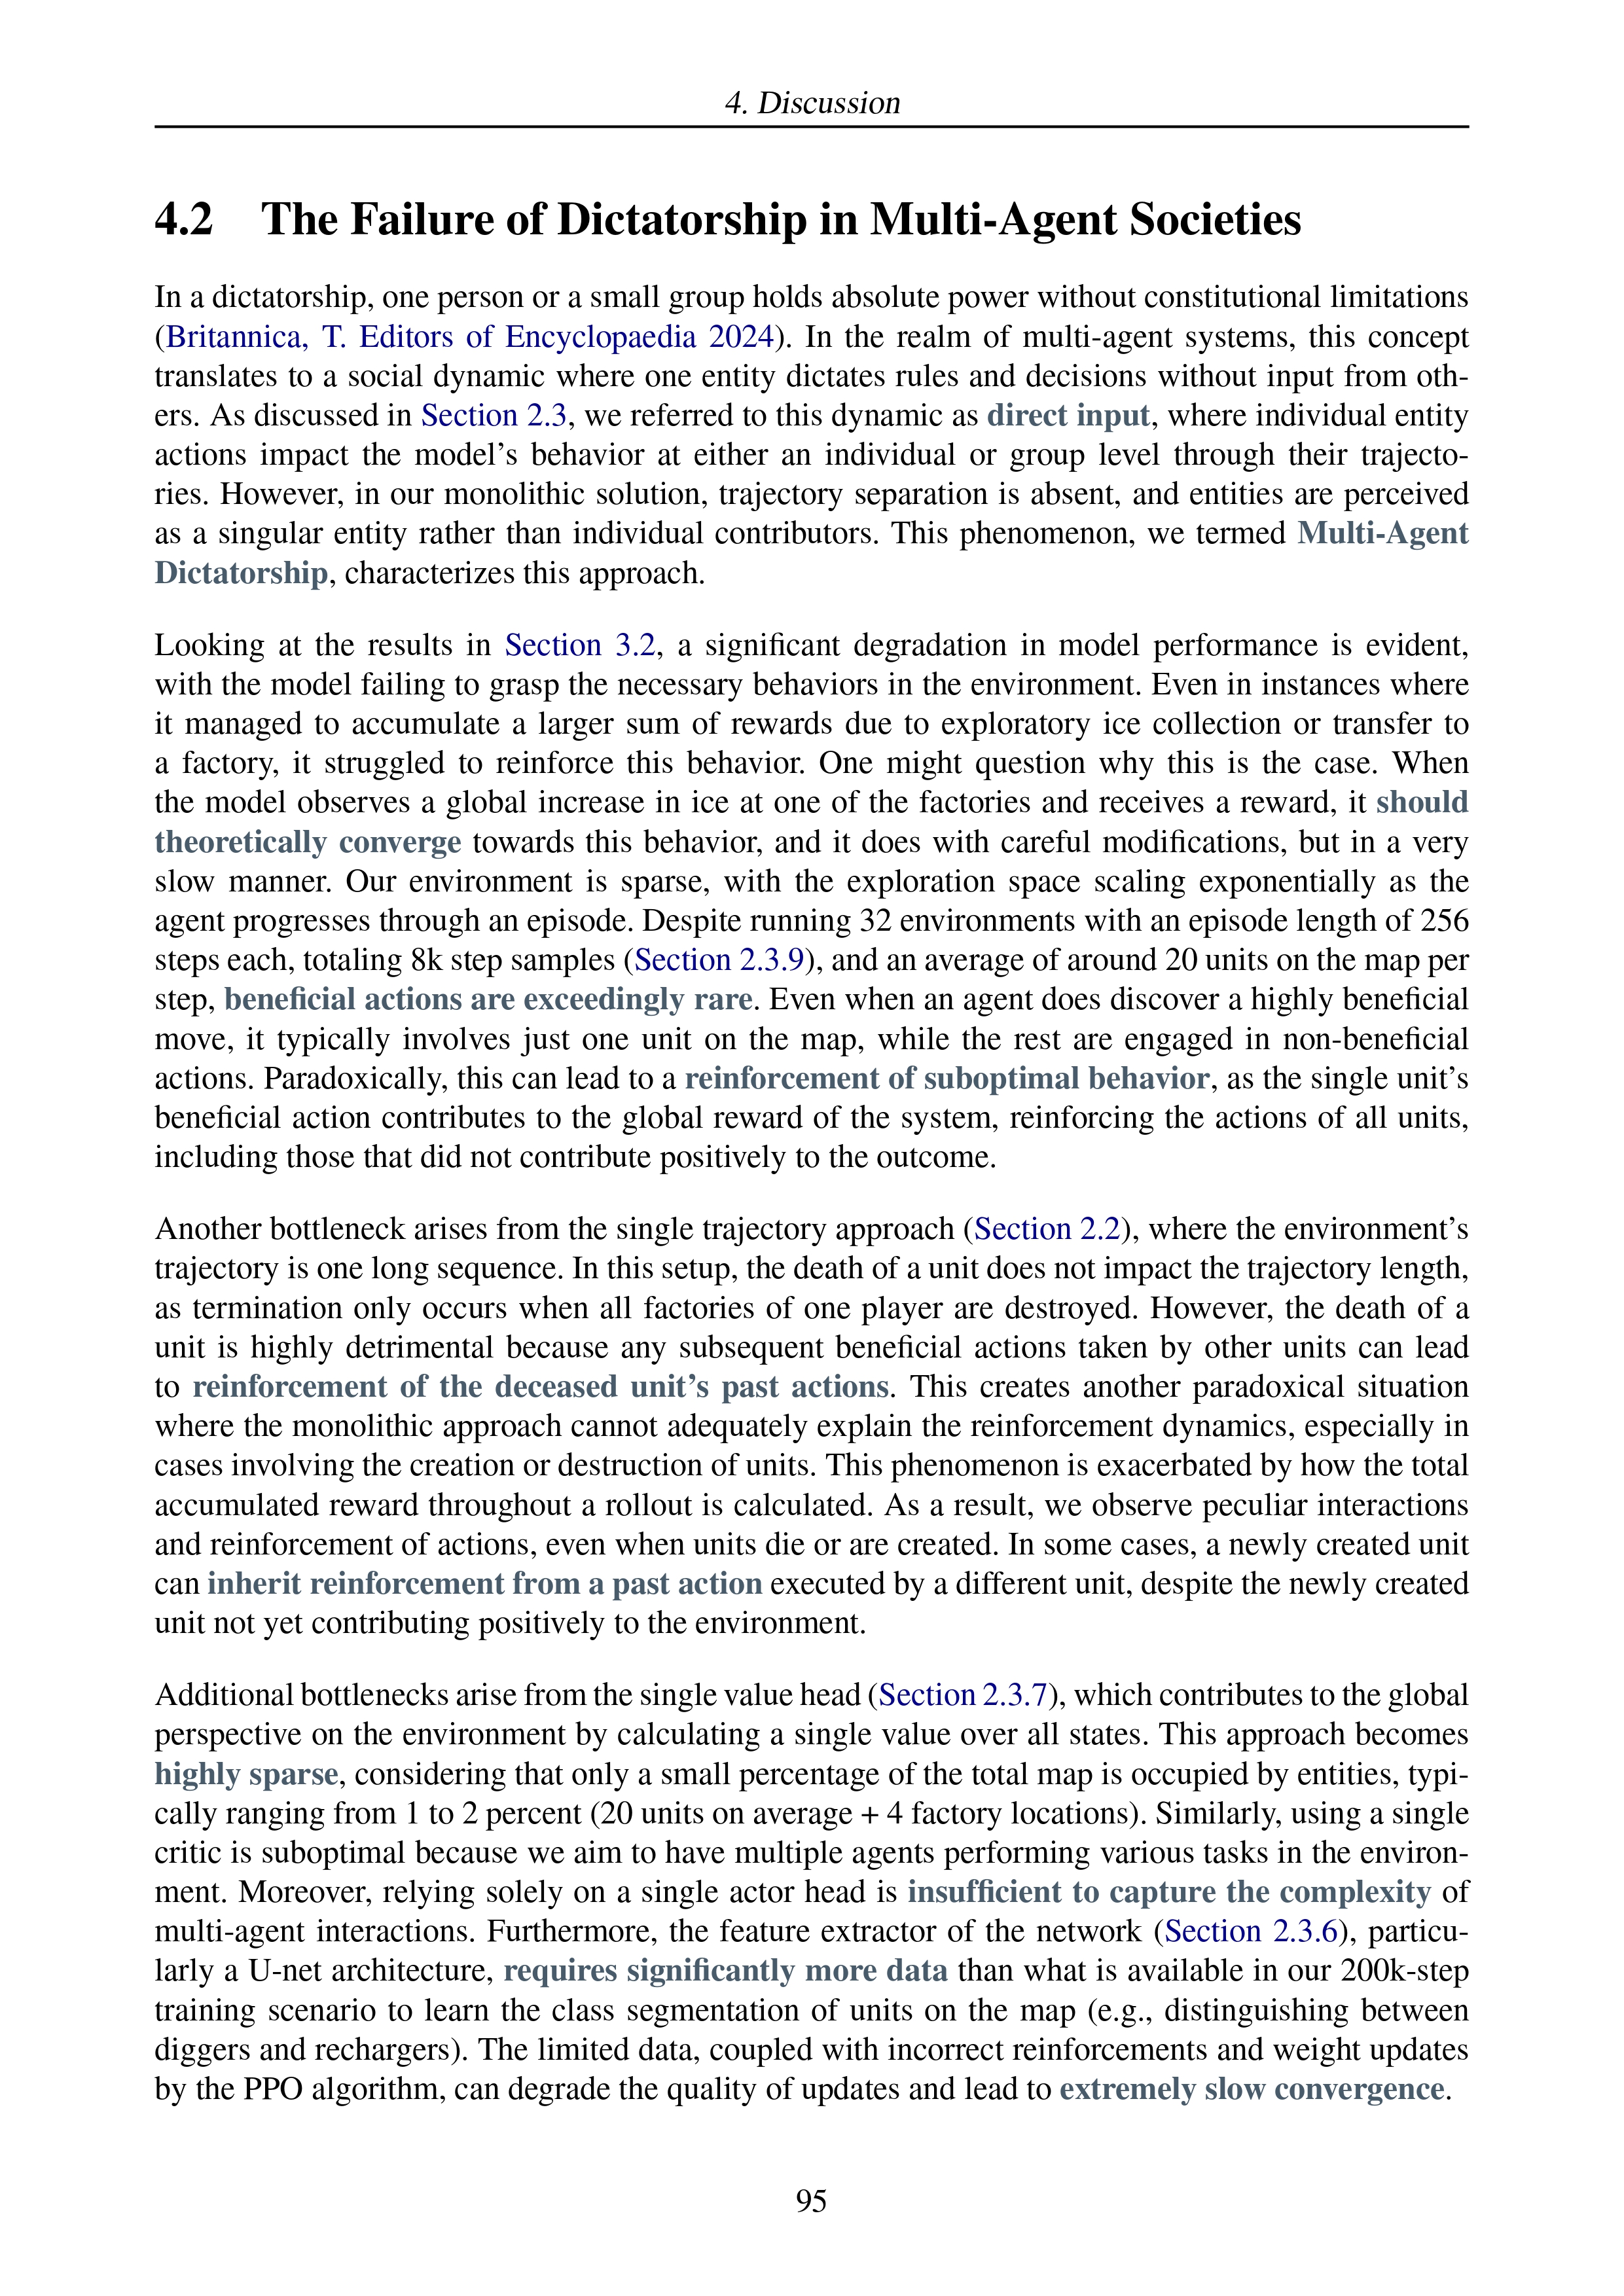 4. Discussion
4.2 The Failure of Dictatorship in Multi-Agent Societies
In a dictatorship, one person or a small group holds absolute power without constitutional limitations
(Britannica, T. Editors of Encyclopaedia 2024). In the realm of multi-agent systems, this concept
translates to a social dynamic where one entity dictates rules and decisions without input from oth-
ers. As discussed in Section 2.3, we referred to this dynamic as direct input, where individual entity
actions impact the model's behavior at either an individual or group level through their trajecto-
ries. However, in our monolithic solution, trajectory separation is absent, and entities are perceived
as a singular entity rather than individual contributors. This phenomenon, we termed Multi-Agent
Dictatorship, characterizes this approach.
Looking at the results in Section 3.2, a significant degradation in model performance is evident,
with the model failing to grasp the necessary behaviors in the environment. Even in instances where
it managed to accumulate a larger sum of rewards due to exploratory ice collection or transfer to
a factory, it struggled to reinforce this behavior. One might question why this is the case. When
the model observes a global increase in ice at one of the factories and receives a reward, it should
theoretically converge towards this behavior, and it does with careful modifications, but in a very
slow manner. Our environment is sparse, with the exploration space scaling exponentially as the
agent progresses through an episode. Despite running 32 environments with an episode length of 256
steps each, totaling 8k step samples (Section 2.3.9), and an average of around 20 units on the map per
step, beneficial actions are exceedingly rare. Even when an agent does discover a highly beneficial
move, it typically involves just one unit on the map, while the rest are engaged in non-beneficial
actions. Paradoxically, this can lead to a reinforcement of suboptimal behavior, as the single unit's
beneficial action contributes to the global reward of the system, reinforcing the actions of all units,
including those that did not contribute positively to the outcome.
Another bottleneck arises from the single trajectory approach (Section 2.2), where the environment's
trajectory is one long sequence. In this setup, the death of a unit does not impact the trajectory length,
as termination only occurs when all factories of one player are destroyed. However, the death of a
unit is highly detrimental because any subsequent beneficial actions taken by other units can lead
to reinforcement of the deceased unit's past actions. This creates another paradoxical situation
where the monolithic approach cannot adequately explain the reinforcement dynamics, especially in
cases involving the creation or destruction of units. This phenomenon is exacerbated by how the total
accumulated reward throughout a rollout is calculated. As a result, we observe peculiar interactions
and reinforcement of actions, even when units die or are created. In some cases, a newly created unit
can inherit reinforcement from a past action executed by a different unit, despite the newly created
unit not yet contributing positively to the environment.
Additional bottlenecks arise from the single value head (Section 2.3.7), which contributes to the global
perspective on the environment by calculating a single value over all states. This approach becomes
highly sparse, considering that only a small percentage of the total map is occupied by entities, typi-
cally ranging from 1 to 2 percent (20 units on average + 4 factory locations). Similarly, using a single
critic is suboptimal because we aim to have multiple agents performing various tasks in the environ-
ment. Moreover, relying solely on a single actor head is insufficient to capture the complexity of
multi-agent interactions. Furthermore, the feature extractor of the network (Section 2.3.6), particu-
larly a U-net architecture, requires significantly more data than what is available in our 200k-step
training scenario to learn the class segmentation of units on the map (e.g., distinguishing between
diggers and rechargers). The limited data, coupled with incorrect reinforcements and weight updates
by the PPO algorithm, can degrade the quality of updates and lead to extremely slow convergence.
95